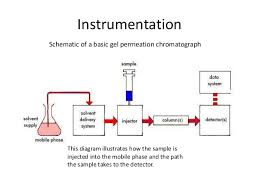 Instrumentation
Schematic of a basic gel permeation chromatograph
sample
data
system
solvent
supply
solvent
delivery
system
injector
column(s)
detector(s)
mobile phase
This diagram illustrates how the sample is
injected into the mobile phase and the path
the sample takes to the detector.